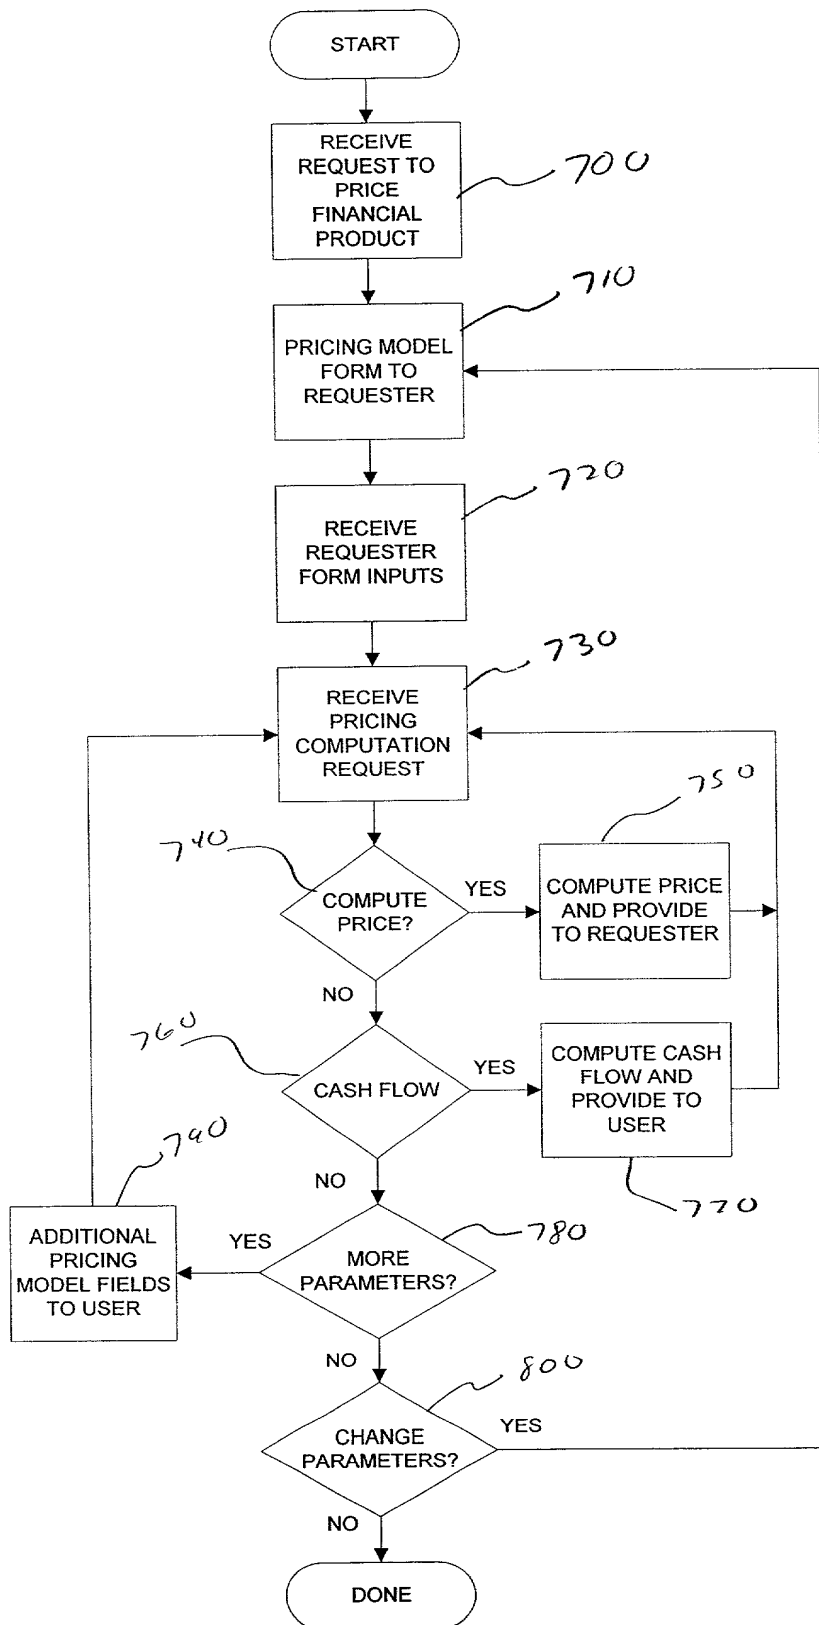 START
RECEIVE
REQUEST TO
PRICE
FINANCIAL
PRODUCT
700
710
PRICING MODEL
FORM TO
REQUESTER
720
RECEIVE
REQUESTER
FORM INPUTS
730
RECEIVE
PRICING
COMPUTATION
REQUEST
740
COMPUTE
PRICE?
YES
750
COMPUTE PRICE
AND PROVIDE
TO REQUESTER
NO
760
CASH FLOW
YES
COMPUTE CASH
FLOW AND
PROVIDE TO
USER
770
NO
790
ADDITIONAL
PRICING
MODEL FIELDS
TO USER
YES
MORE
PARAMETERS?
780
NO
800
CHANGE
PARAMETERS?
YES
NO
DONE